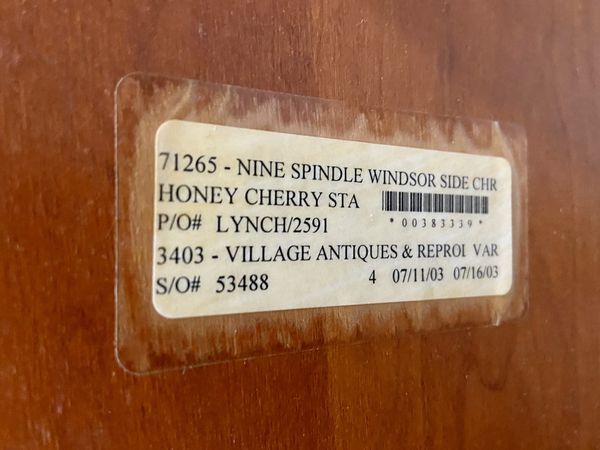 71265 - NINE SPINDLE WINDSOR SIDE CHR
HONEY CHERRY STA
*00383339*
P/O# LYNCH/2591
3403 - VILLAGE ANTIQUES & REPROI VAR
S/O# 53488 4 07/11/03 07/16/03